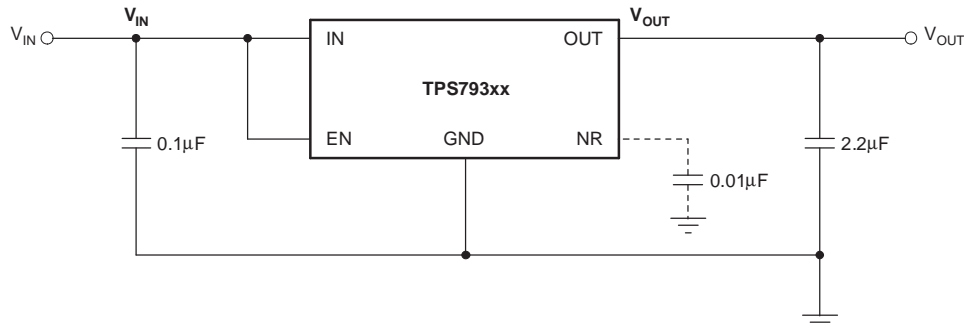 V_IN
V_IN
IN
OUT
V_OUT
V_OUT
TPS793xx
EN
GND
NR
0.1μF
0.01μF
2.2μF